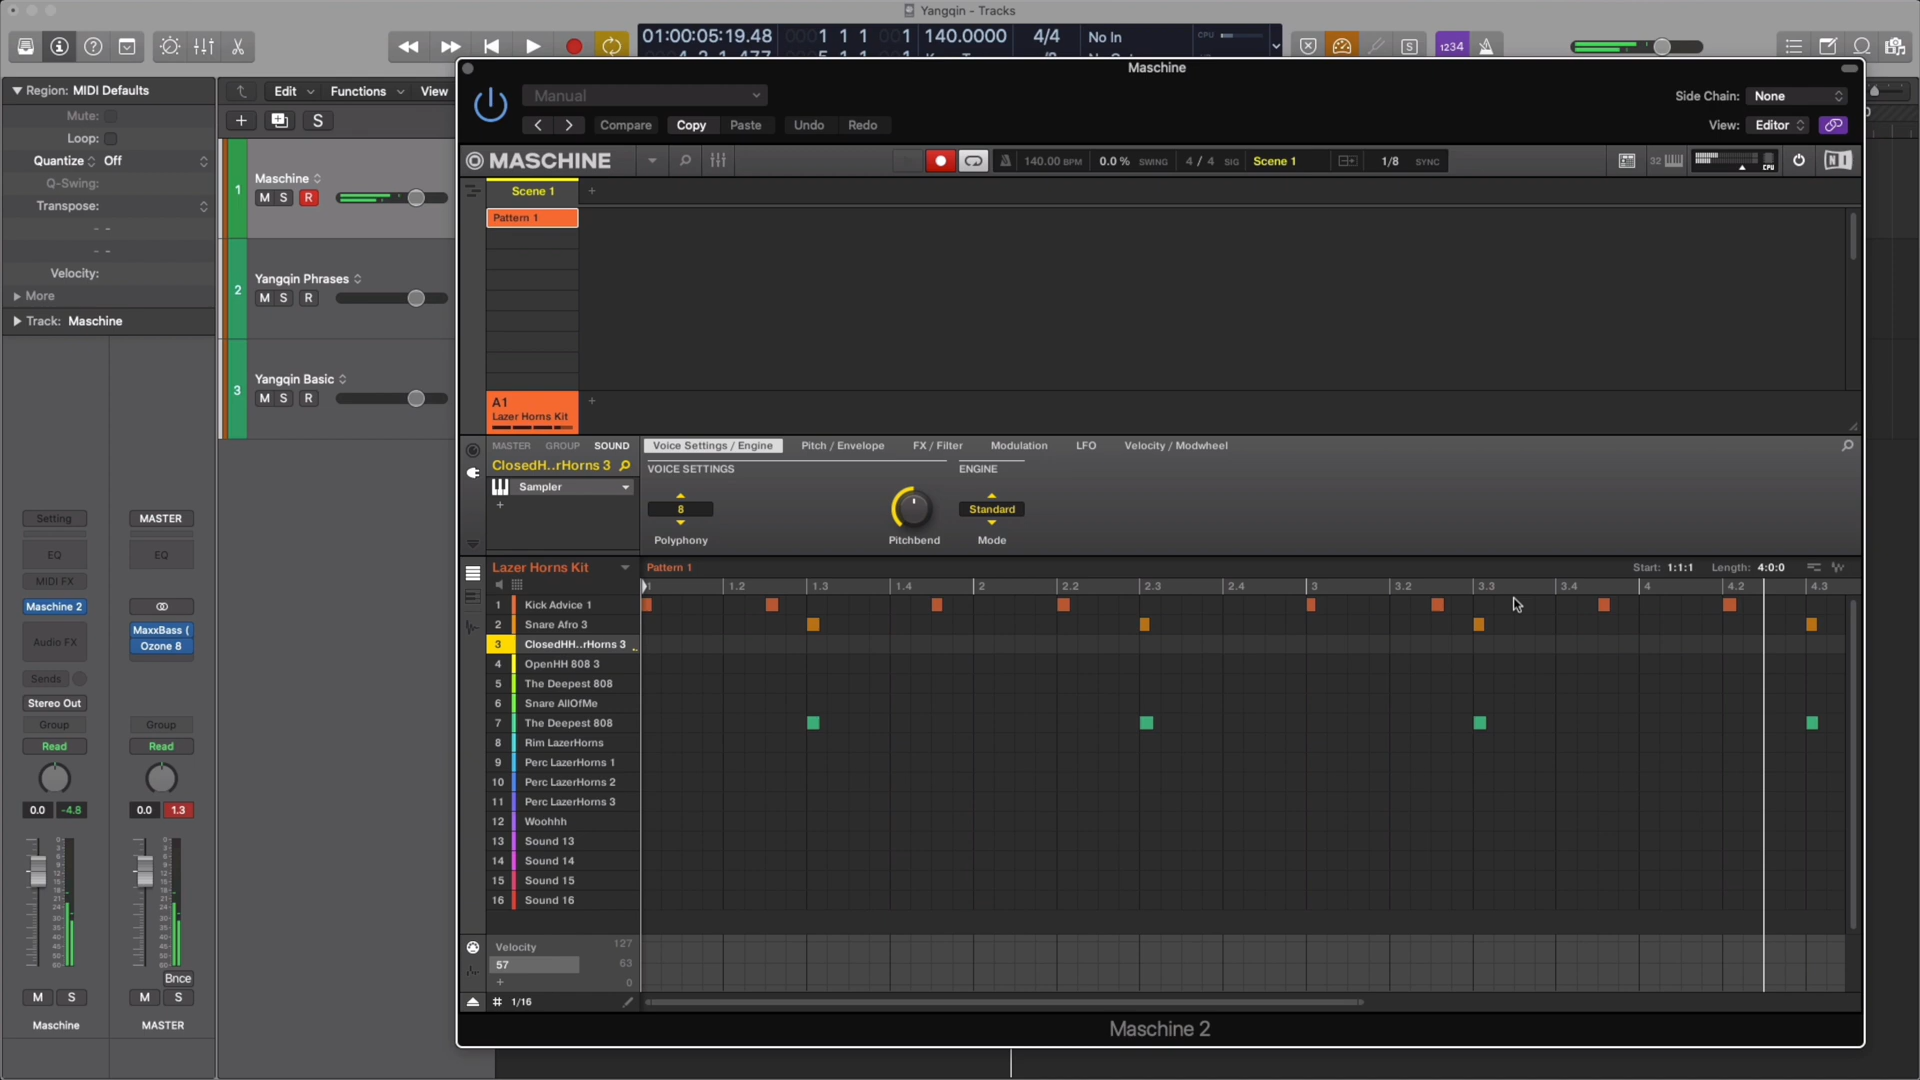 Yangqin - Tracks
01:00:05:19.48
0001 1 1 001
140.0000
4/4
No In
CPU
1234
Region: MIDI Defaults
Mute:
Loop:
Quantize Off
Q-Swing:
Transpose:
- -
- -
Velocity:
More
Track: Maschine
Edit
Functions
View
S
1
Maschine
M S R
2
Yangqin Phrases
M S R
3
Yangqin Basic
M S R
Setting
MASTER
EQ
EQ
MIDI FX
Maschine 2
MaxxBass (
Audio FX
Ozone 8
Sends
Stereo Out
Group
Group
Read
Read
0.0 -4.8
0.0 1.3
Bnce
M S
M S
Maschine
MASTER
Maschine
Manual
Side Chain: None
Compare
Copy
Paste
Undo
Redo
View: Editor
MASCHINE
140.00 BPM
0.0% SWING
4 / 4 SIG
Scene 1
1/8 SYNC
32
CPU
NI
Scene 1
+
Pattern 1
A1
Lazer Horns Kit
+
MASTER GROUP SOUND
Voice Settings / Engine
Pitch / Envelope
FX / Filter
Modulation
LFO
Velocity / Modwheel
ClosedH..rHorns 3
VOICE SETTINGS
ENGINE
Sampler
+
8
Standard
Polyphony
Pitchbend
Mode
Lazer Horns Kit
Pattern 1
Start: 1:1:1
Length: 4:0:0
1 1.2 1.3 1.4 2 2.2 2.3 2.4 3 3.2 3.3 3.4 4 4.2 4.3
1 Kick Advice 1
2 Snare Afro 3
3 ClosedHH..rHorns 3
4 OpenHH 808 3
5 The Deepest 808
6 Snare AllOfMe
7 The Deepest 808
8 Rim LazerHorns
9 Perc LazerHorns 1
10 Perc LazerHorns 2
11 Perc LazerHorns 3
12 Woohhh
13 Sound 13
14 Sound 14
15 Sound 15
16 Sound 16
Velocity
127
57
63
+
0
# 1/16
Maschine 2